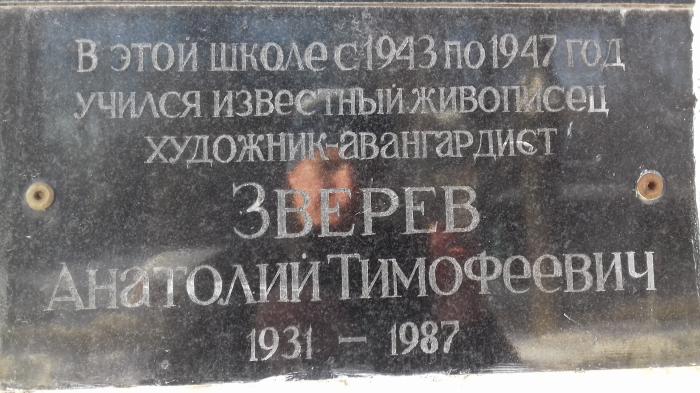 В этой школе с 1943 по 1947 год
учился известный живописец
художник-авангардист
Зверев
Анатолий Тимофеевич
1931 – 1987